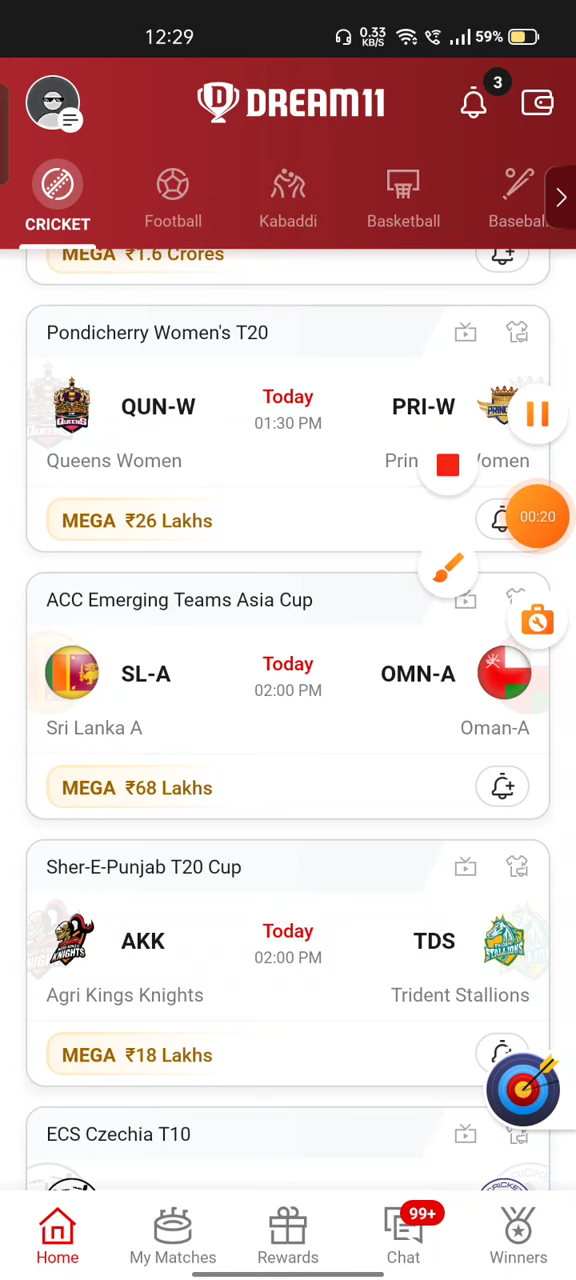 12:29
0.33
KB/S
59%
DREAM11
3
CRICKET
Football
Kabaddi
Basketball
MEGA ₹1.6 Crores
Pondicherry Women's T20
QUN-W
Today
01:30 PM
PRI-W
Queens Women
MEGA ₹26 Lakhs
00:20
ACC Emerging Teams Asia Cup
SL-A
Today
02:00 PM
OMN-A
Sri Lanka A
Oman-A
MEGA ₹68 Lakhs
Sher-E-Punjab T20 Cup
AKK
Today
02:00 PM
TDS
Agri Kings Knights
Trident Stallions
MEGA ₹18 Lakhs
ECS Czechia T10
99+
Home
My Matches
Rewards
Chat
Winners